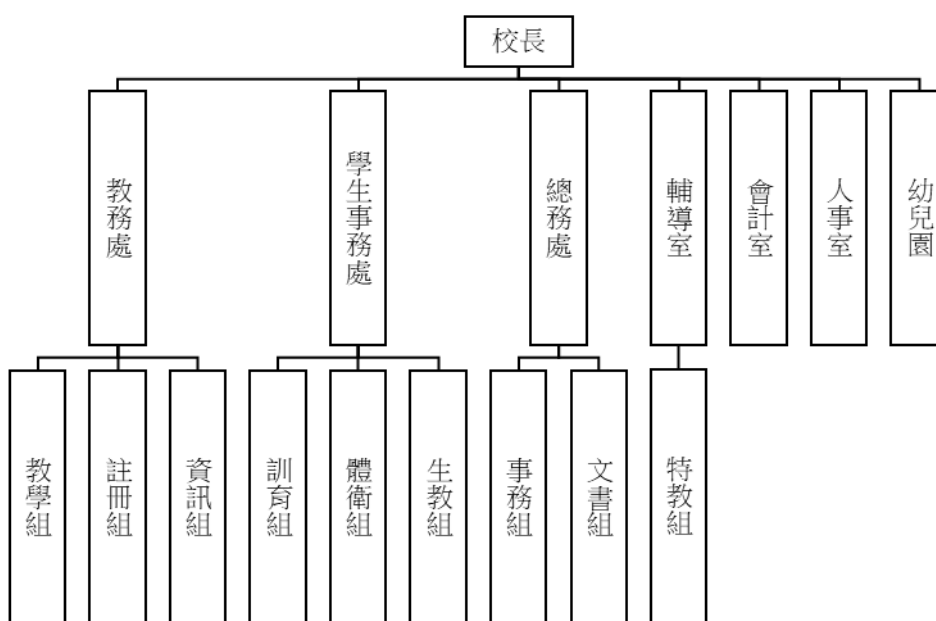 校長
教務處
學生事務處
總務處
輔導室
會計室
人事室
幼兒園
教學組
註冊組
資訊組
訓育組
體衛組
生教組
事務組
文書組
特教組